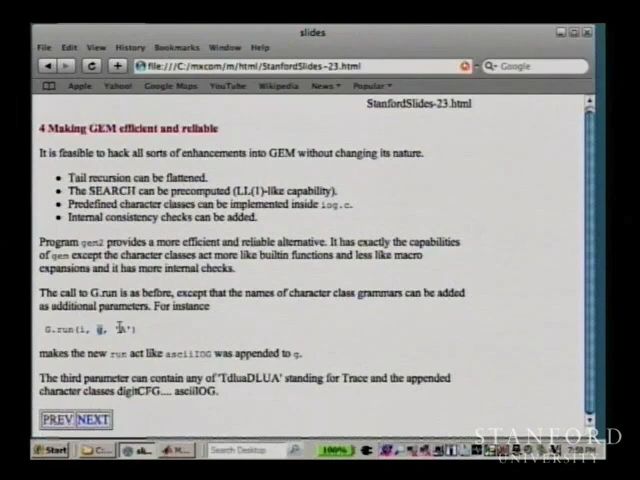 slides
File Edit View History Bookmarks Window Help
file:///C:/mxcom/m/html/StanfordSlides-23.html
Google
Apple Yahoo! Google Maps YouTube Wikipedia News Popular
StanfordSlides-23.html
4 Making GEM efficient and reliable
It is feasible to hack all sorts of enhancements into GEM without changing its nature.
• Tail recursion can be flattened.
• The SEARCH can be precomputed (LL(1)-like capability).
• Predefined character classes can be implemented inside iog.c.
• Internal consistency checks can be added.
Program gem2 provides a more efficient and reliable alternative. It has exactly the capabilities
of gem except the character classes act more like builtin functions and less like macro
expansions and it has more internal checks.
The call to G.run is as before, except that the names of character class grammars can be added
as additional parameters. For instance
G.run(i, g, 'A')
makes the new run act like asciiIOG was appended to g.
The third parameter can contain any of 'TdluaDLUA' standing for Trace and the appended
character classes digitCFG.... asciiIOG.
PREV NEXT
Start
Search Desktop
100%
7:58 PM
STANFORD
UNIVERSITY